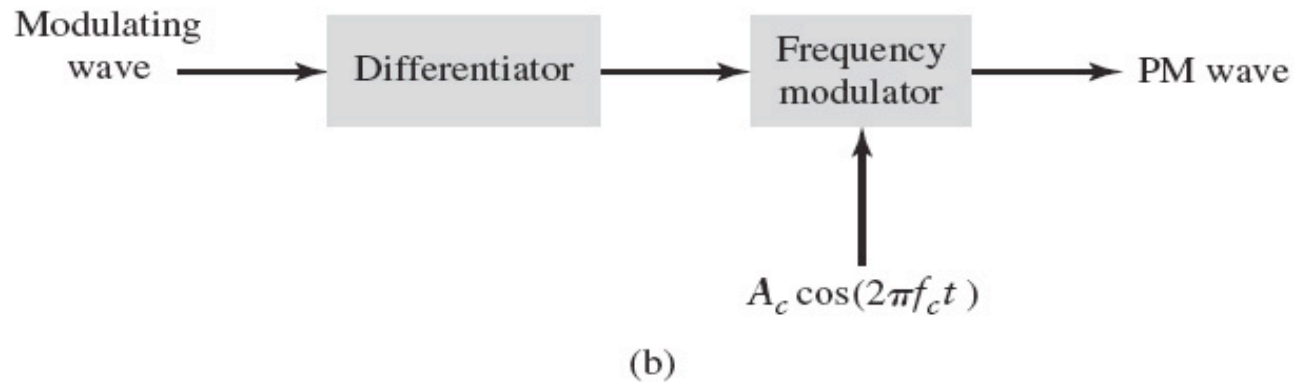 Modulating
wave
Differentiator
Frequency
modulator
PM wave
A_c cos(2πf_c t )
(b)